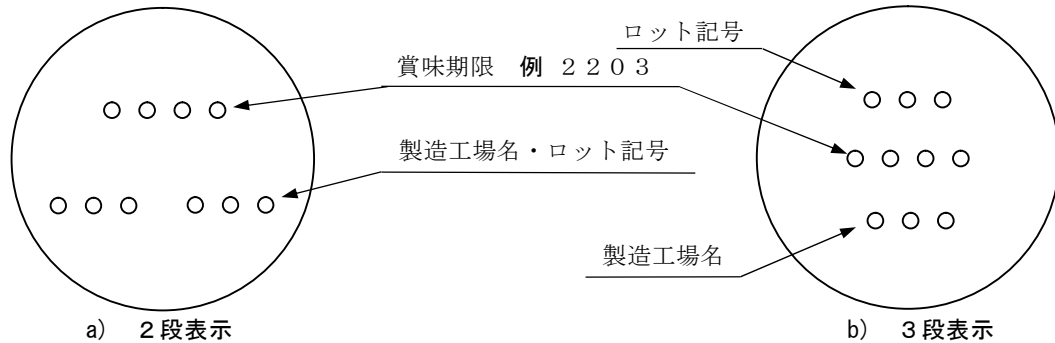 ロット記号
賞味期限　例　２２０３
製造工場名・ロット記号
製造工場名
a)　２段表示
b)　３段表示